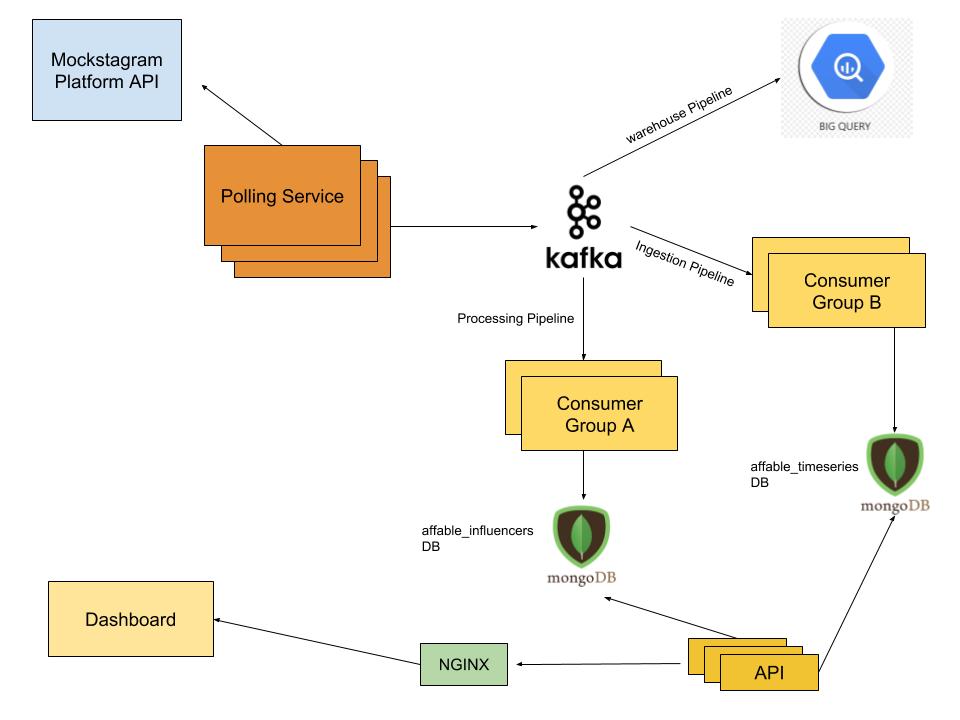 Mockstagram
Platform API
Polling Service
warehouse Pipeline
BIG QUERY
kafka
Ingestion Pipeline
Consumer
Group B
Processing Pipeline
Consumer
Group A
affable_timeseries
DB
mongoDB
affable_influencers
DB
mongoDB
Dashboard
NGINX
API